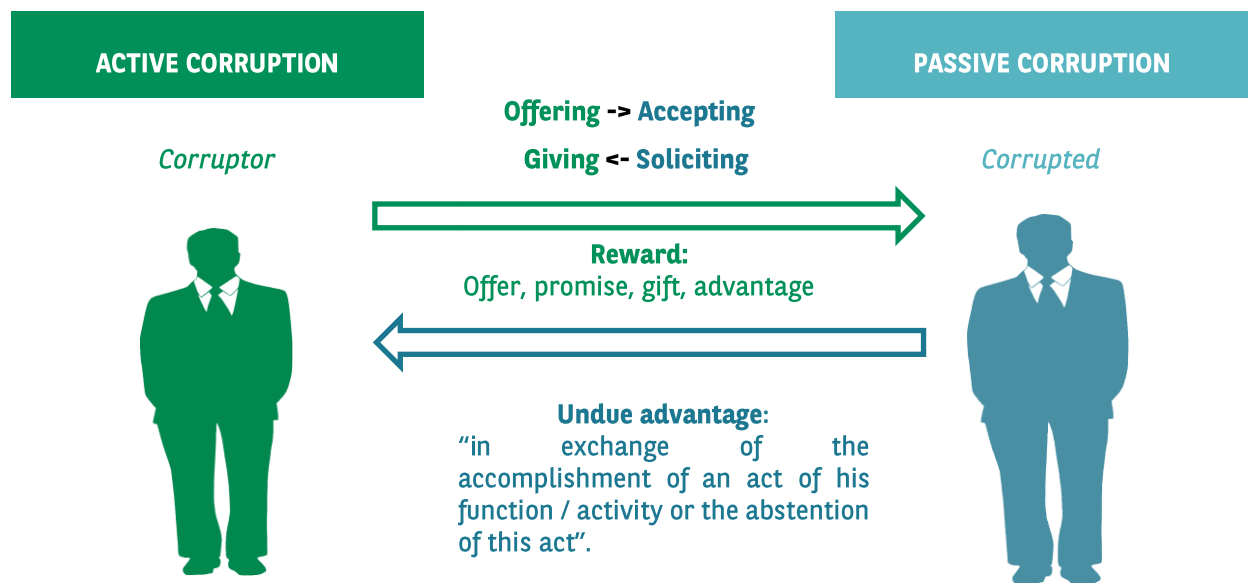 ACTIVE CORRUPTION
PASSIVE CORRUPTION
Offering -> Accepting
Giving <- Soliciting
Corruptor
Corrupted
Reward:
Offer, promise, gift, advantage
Undue advantage:
“in exchange of the
accomplishment of an act of his
function / activity or the abstention
of this act”.